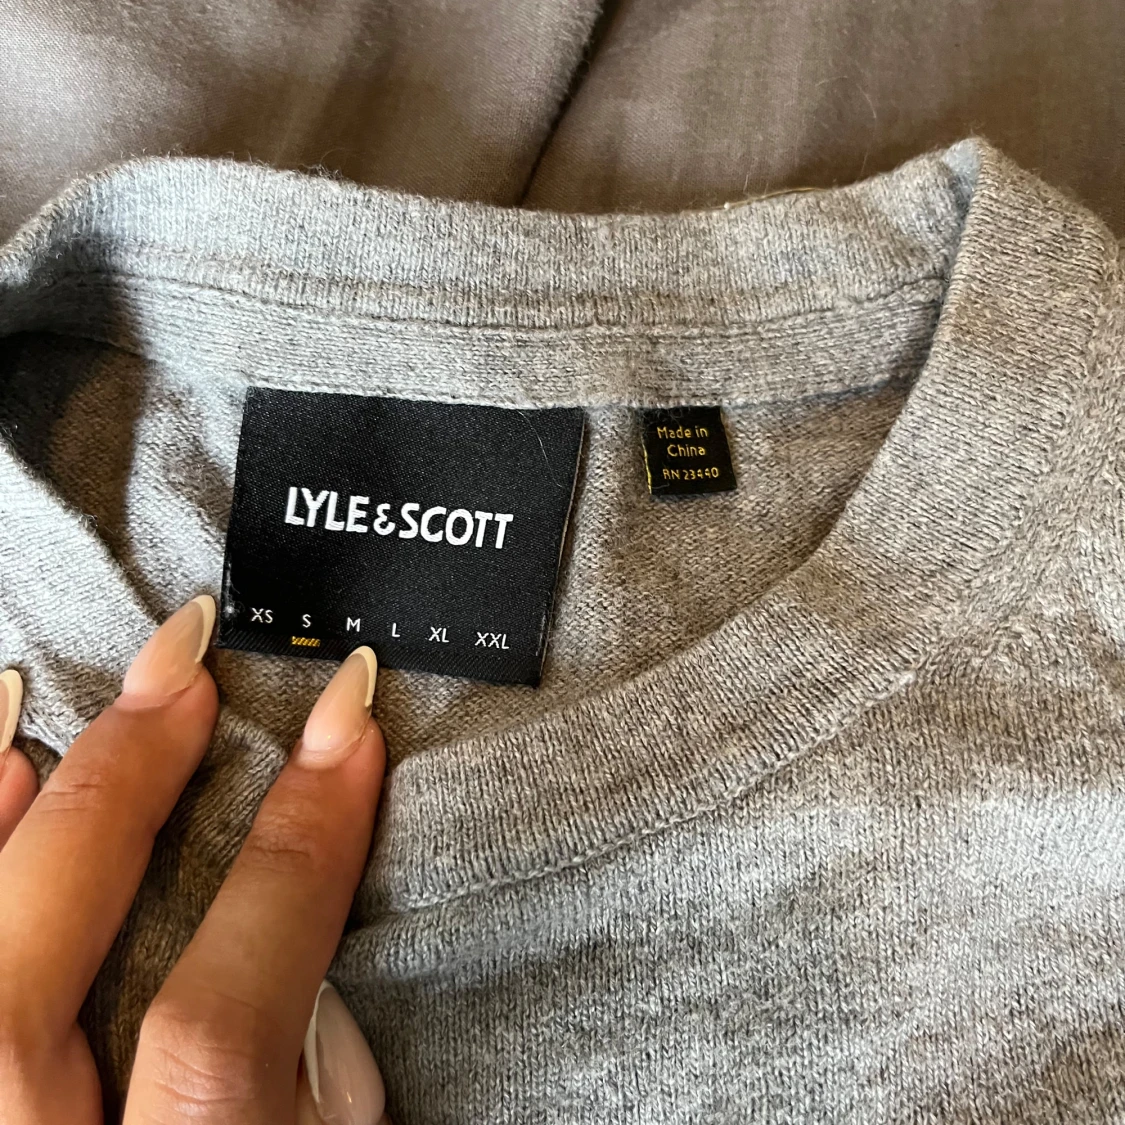 LYLE & SCOTT
XS S M L XL XXL
Made in
China
RN 23440